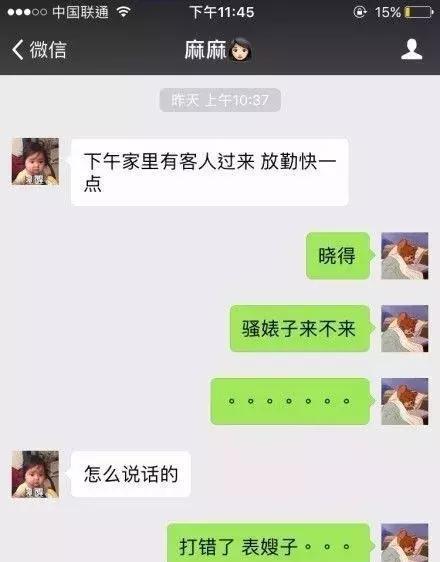 中国联通
下午11:45
15%
微信
麻麻
昨天 上午10:37
下午家里有客人过来 放勤快一
点
晓得
骚婊子来不来
。。。。。。。
怎么说话的
打错了 表嫂子。。。